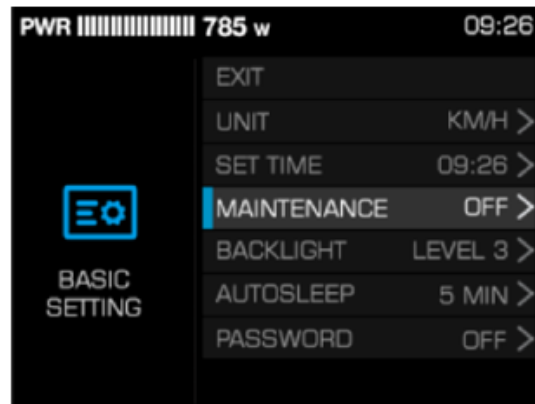 PWR 785 W 09:26
EXIT
UNIT KM/H >
SET TIME 09:26 >
MAINTENANCE OFF >
BACKLIGHT LEVEL 3 >
AUTOSLEEP 5 MIN >
PASSWORD OFF >
BASIC
SETTING